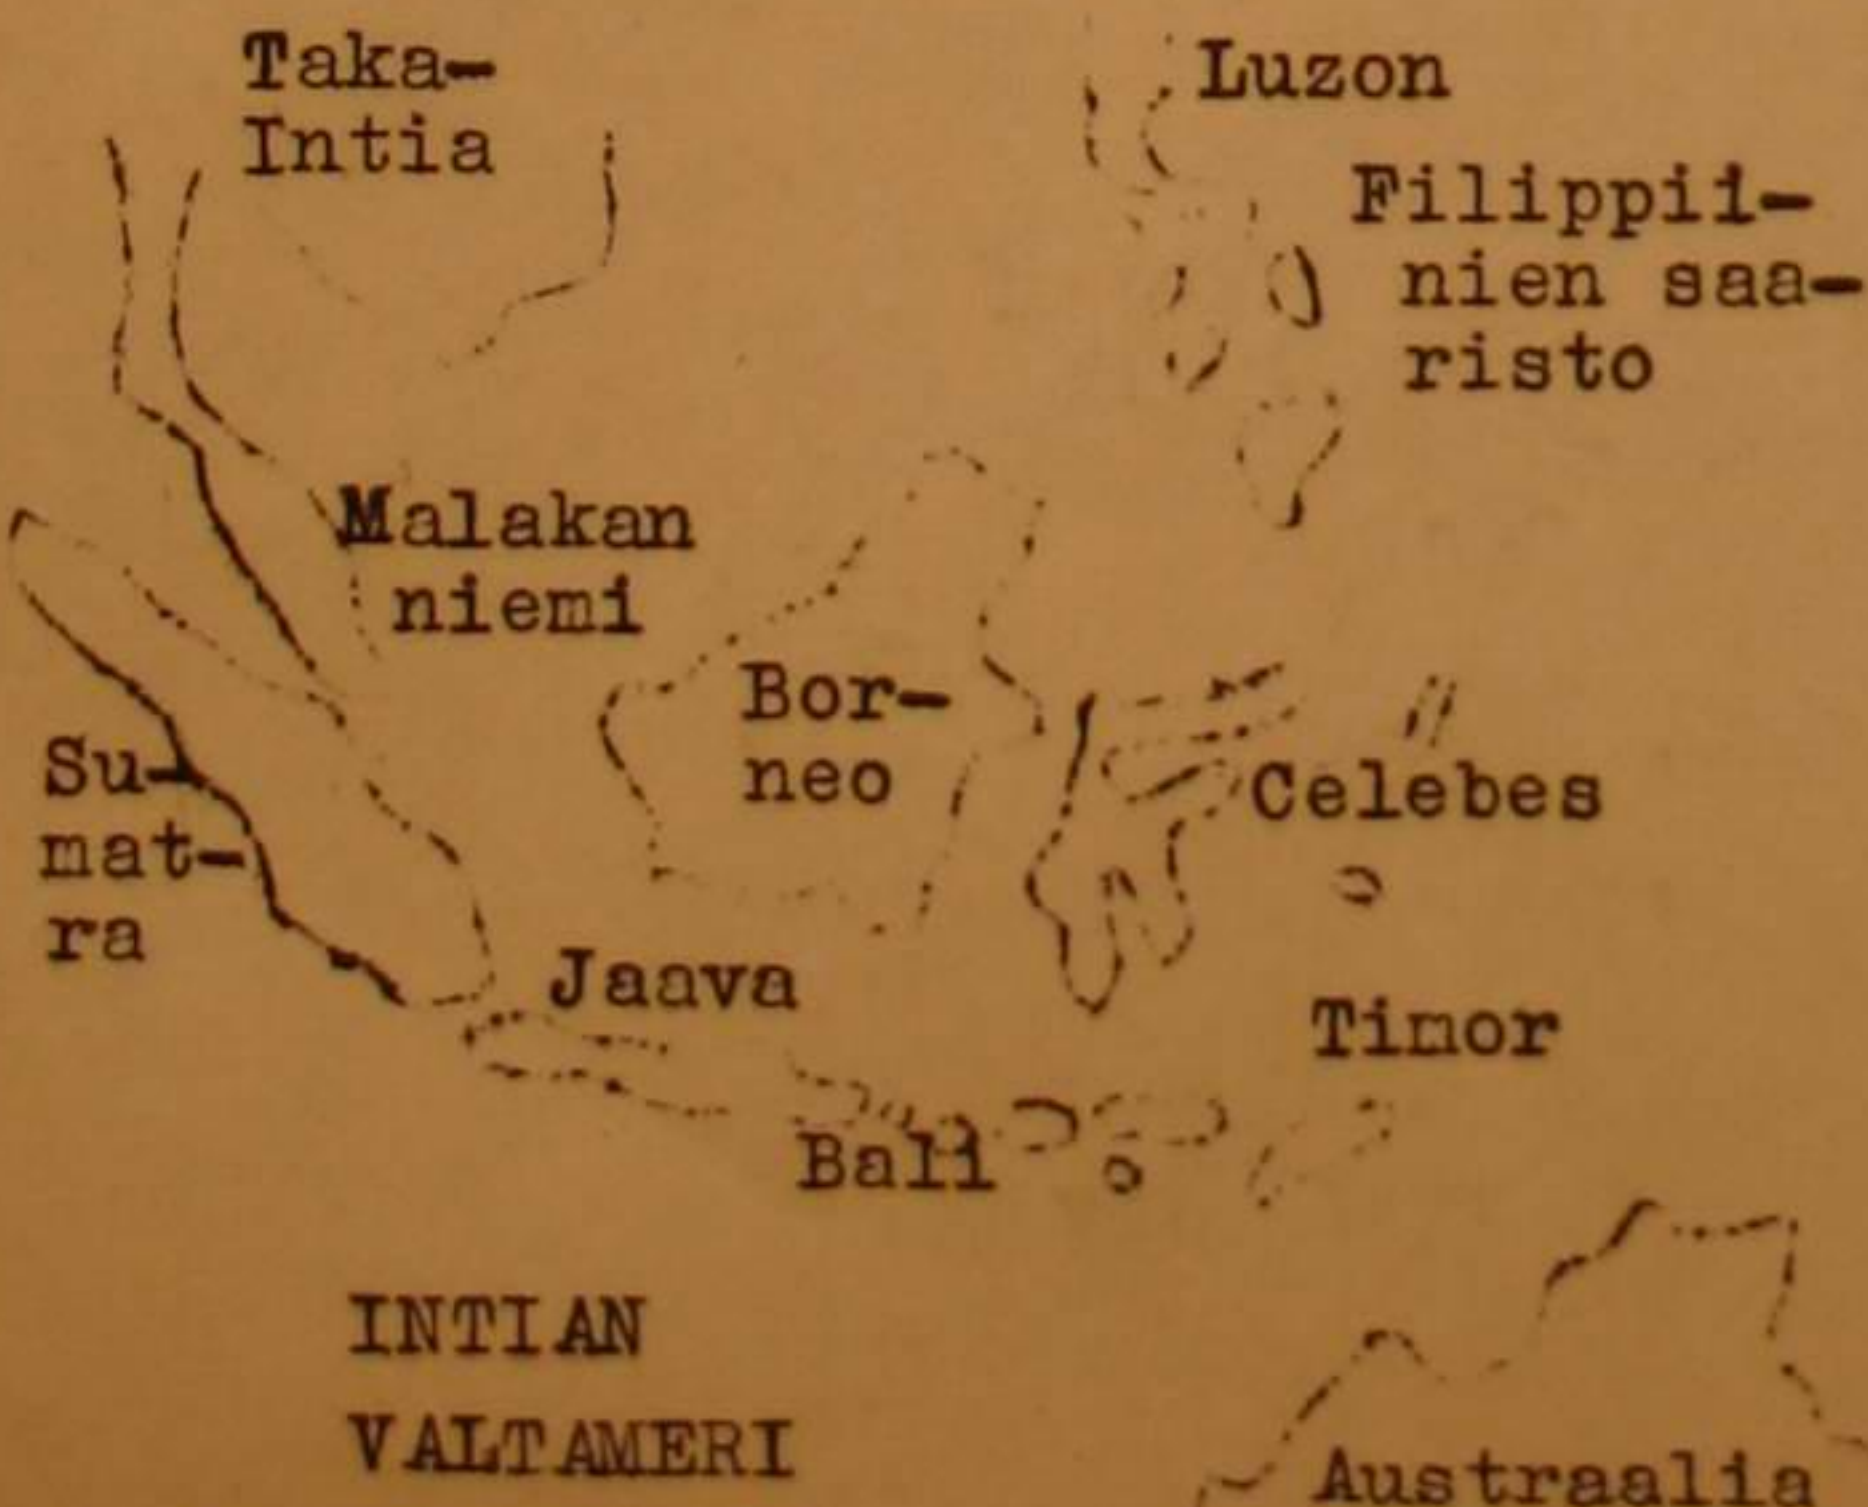 Taka-
Intia
Luzon
Filippii-
nien saa-
risto
Malakan
niemi
Bor-
neo
Su-
mat-
ra
Celebes
Jaava
Timor
Bali
INTIAN
VALTAMERI
Austraalia